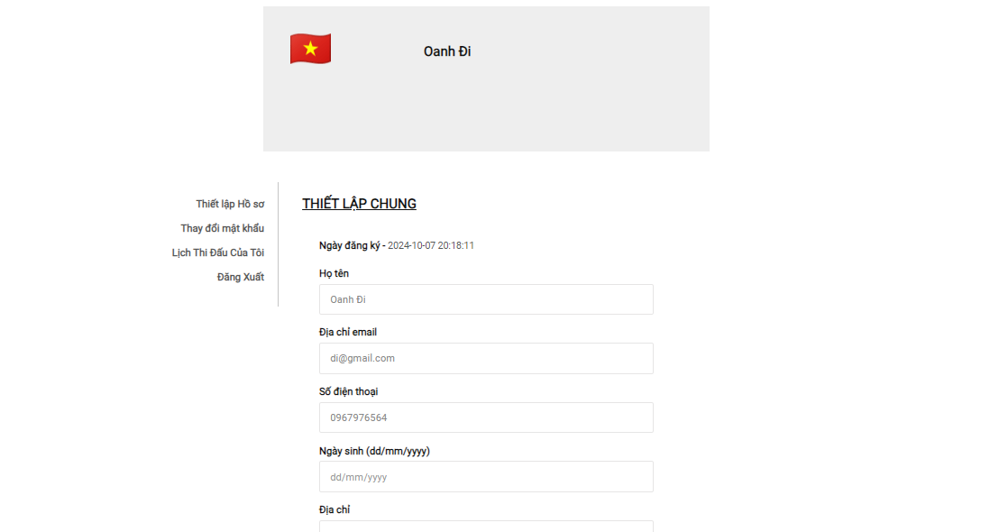 Oanh Đi
Thiết lập Hồ sơ
Thay đổi mật khẩu
Lịch Thi Đấu Của Tôi
Đăng Xuất
THIẾT LẬP CHUNG
Ngày đăng ký - 2024-10-07 20:18:11
Họ tên
Oanh Đi
Địa chỉ email
di@gmail.com
Số điện thoại
0967976564
Ngày sinh (dd/mm/yyyy)
dd/mm/yyyy
Địa chỉ